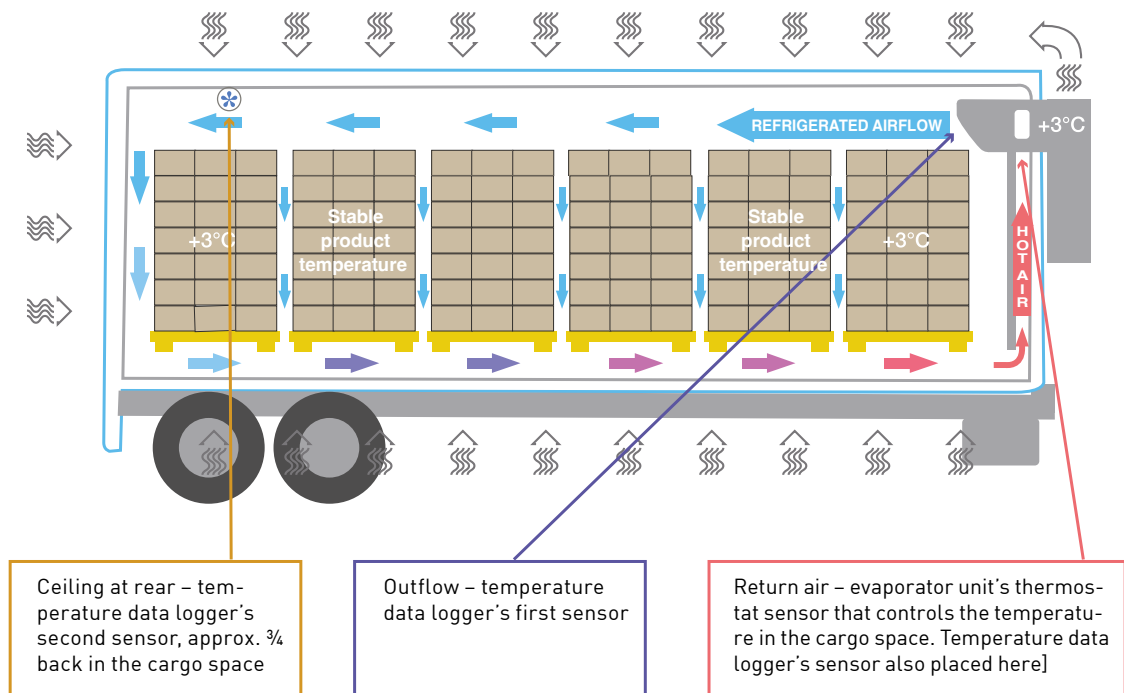 REFRIGERATED AIRFLOW
+3°C
+3°C
Stable
product
temperature
Stable
product
temperature
+3°C
HOT AIR
Ceiling at rear – tem-
perature data logger’s
second sensor, approx. ¾
back in the cargo space
Outflow – temperature
data logger’s first sensor
Return air – evaporator unit’s thermos-
tat sensor that controls the temperatu-
re in the cargo space. Temperature data
logger’s sensor also placed here]